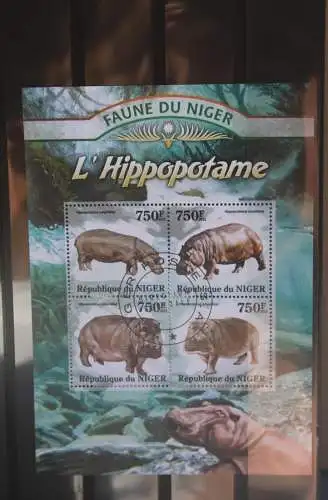 FAUNE DU NIGER
L'Hippopotame
750F
750F
République du NIGER
République du NIGER
750F
750F
République du NIGER
République du NIGER